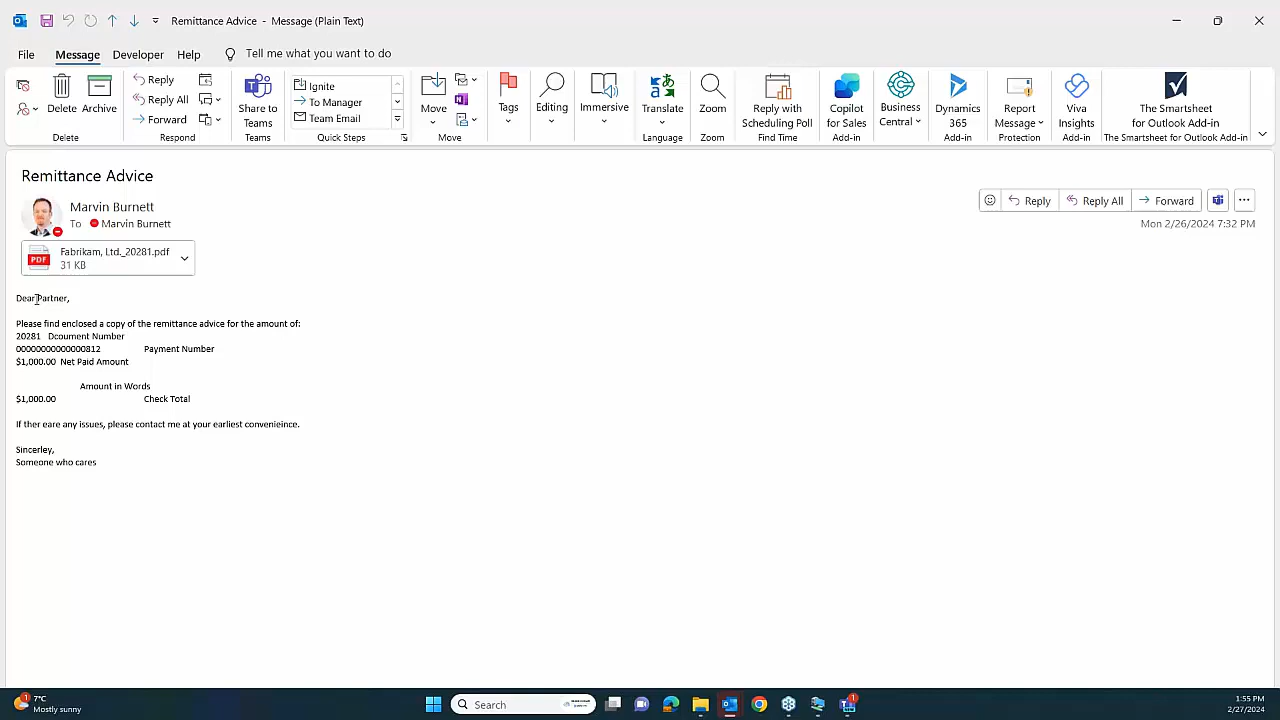 Remittance Advice - Message (Plain Text)
File Message Developer Help Tell me what you want to do
Delete Archive
Delete
Reply
Reply All
Forward
Respond
Share to Teams
Teams
Ignite
To Manager
Team Email
Quick Steps
Move
Move
Tags
Editing
Immersive
Translate
Language
Zoom
Zoom
Reply with Scheduling Poll
Find Time
Copilot for Sales
Add-in
Business Central
Dynamics 365
Add-in
Report Message
Protection
Viva Insights
Add-in
The Smartsheet for Outlook Add-in
The Smartsheet for Outlook Add-in
Remittance Advice
Marvin Burnett
To Marvin Burnett
Reply Reply All Forward
Mon 2/26/2024 7:32 PM
PDF
Fabrikam, Ltd._20281.pdf
31 KB
Dear Partner,
Please find enclosed a copy of the remittance advice for the amount of:
20281 Dcoument Number
00000000000000812 Payment Number
$1,000.00 Net Paid Amount
Amount in Words
$1,000.00 Check Total
If ther eare any issues, please contact me at your earliest convenieince.
Sincerley,
Someone who cares
1
7°C
Mostly sunny
Search
1
1:55 PM
2/27/2024